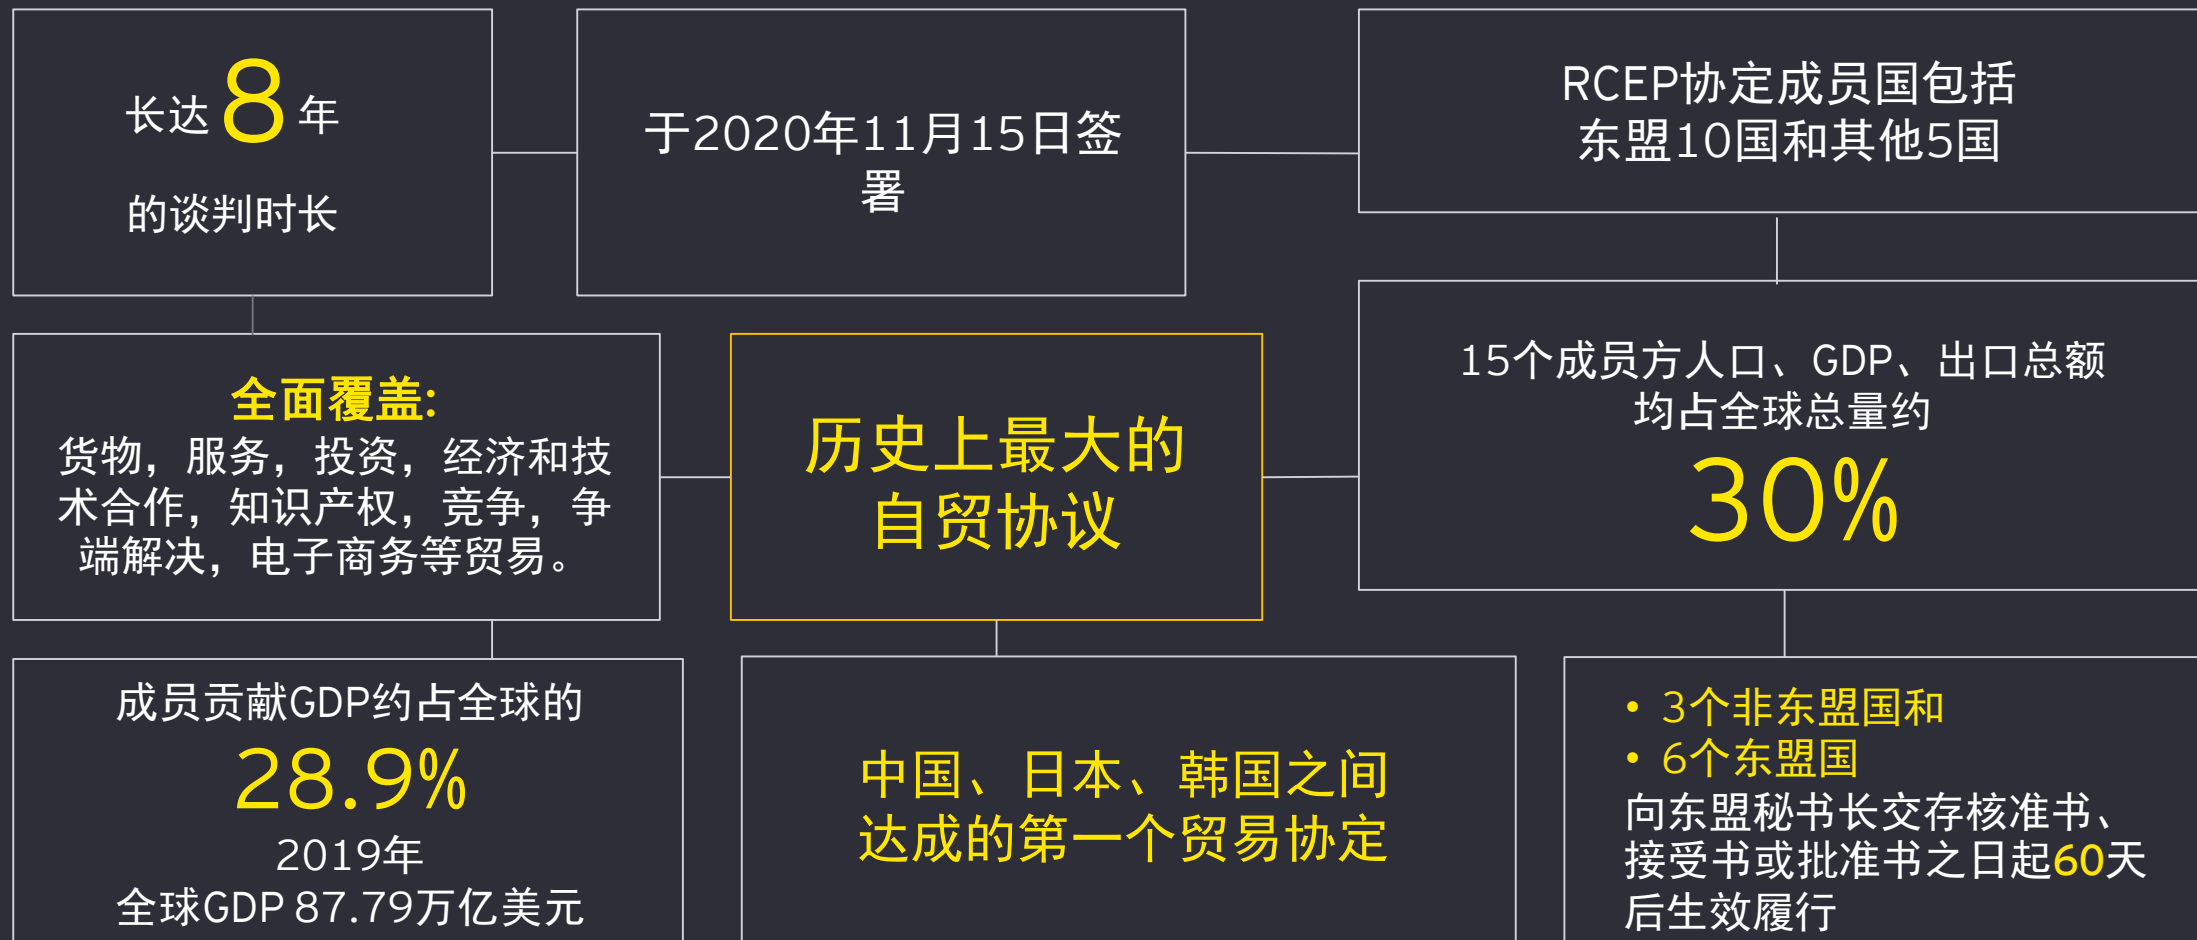 长达 8 年
的谈判时长
于2020年11月15日签
署
RCEP协定成员国包括
东盟10国和其他5国
全面覆盖:
货物，服务，投资，经济和技
术合作，知识产权，竞争，争
端解决，电子商务等贸易。
历史上最大的
自贸协议
15个成员方人口、GDP、出口总额
均占全球总量约
30%
成员贡献GDP约占全球的
28.9%
2019年
全球GDP 87.79万亿美元
中国、日本、韩国之间
达成的第一个贸易协定
• 3个非东盟国和
• 6个东盟国
向东盟秘书长交存核准书、
接受书或批准书之日起60天
后生效履行